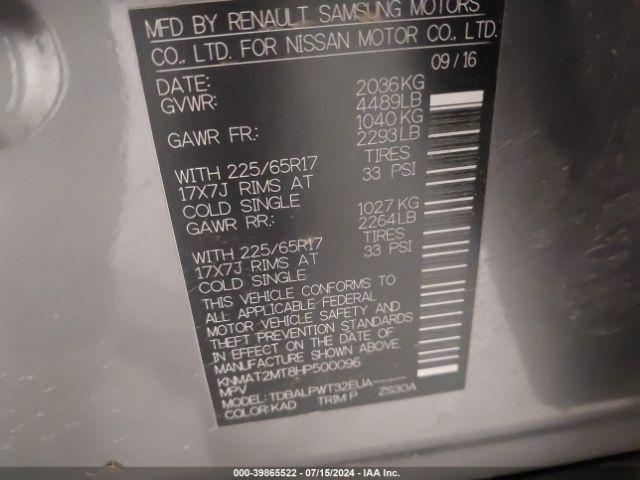 MFD BY RENAULT SAMSUNG MOTORS
CO., LTD. FOR NISSAN MOTOR CO., LTD.
DATE: 09/16
GVWR: 2036KG
4489LB
GAWR FR.: 1040KG
2293LB
WITH 225/65R17 TIRES
17X7J RIMS AT 33 PSI
COLD SINGLE
GAWR RR.: 1027 KG
2264LB
WITH 225/65R17 TIRES
17X7J RIMS AT 33 PSI
COLD SINGLE
THIS VEHICLE CONFORMS TO
ALL APPLICABLE FEDERAL
MOTOR VEHICLE SAFETY AND
THEFT PREVENTION STANDARDS
IN EFFECT ON THE DATE OF
MANUFACTURE SHOWN ABOVE.
KNMAT2MT8HP500096
MPV
MODEL: TDBALPWT32EUA------
COLOR: KAD TRIM: P ZS30A
000-39865522 - 07/15/2024 - IAA Inc.